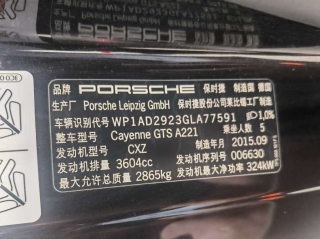 品牌 PORSCHE 保时捷 制造国 德国
生产厂 Porsche Leipzig GmbH 保时捷股份公司莱比锡工厂
车辆识别代号 WP1AD2923GLA77591 1,0%
整车型号 Cayenne GTS A221 乘坐人数 5
发动机型号 CXZ 制造年月 2015.09
发动机排量 3604cc 发动机号 006630
最大允许总质量 2865kg 发动机最大净功率 324kW